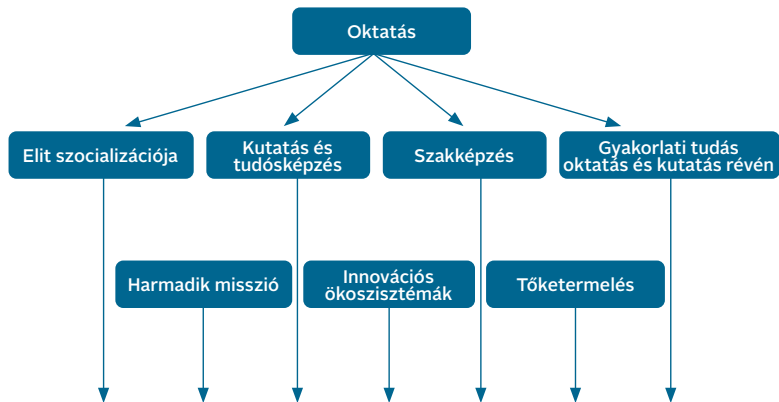 Oktatás
Elit szocializációja
Kutatás és
tudósképzés
Szakképzés
Gyakorlati tudás
oktatás és kutatás révén
Harmadik misszió
Innovációs
ökoszisztémák
Tőketermelés